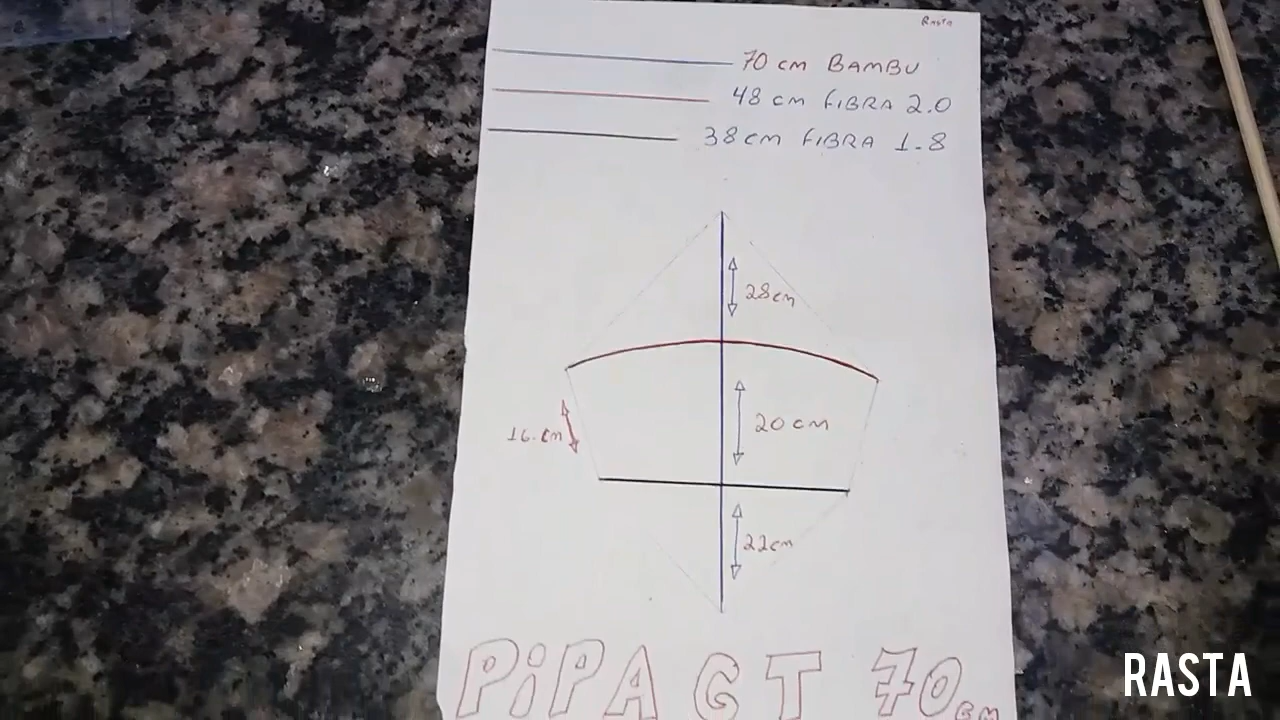 RASTA
70 cm BAMBU
48 cm FIBRA 2.0
38 cm FIBRA 1.8
28cm
16.cm
20 cm
22cm
PiPA GT 70cm
RASTA